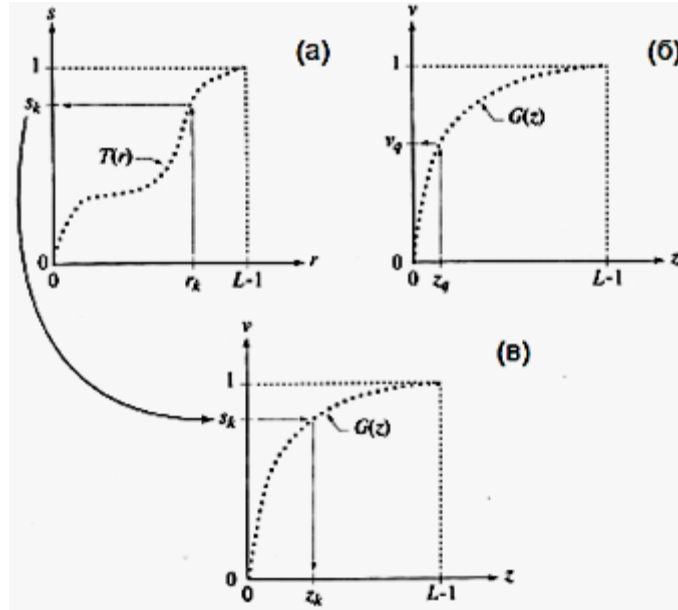 s
(а)
1
s_k
T(r)
0
0
r_k
L-1
r
v
(б)
1
G(z)
v_q
0
0
z_q
L-1
z
v
(в)
1
s_k
G(z)
0
0
z_k
L-1
z